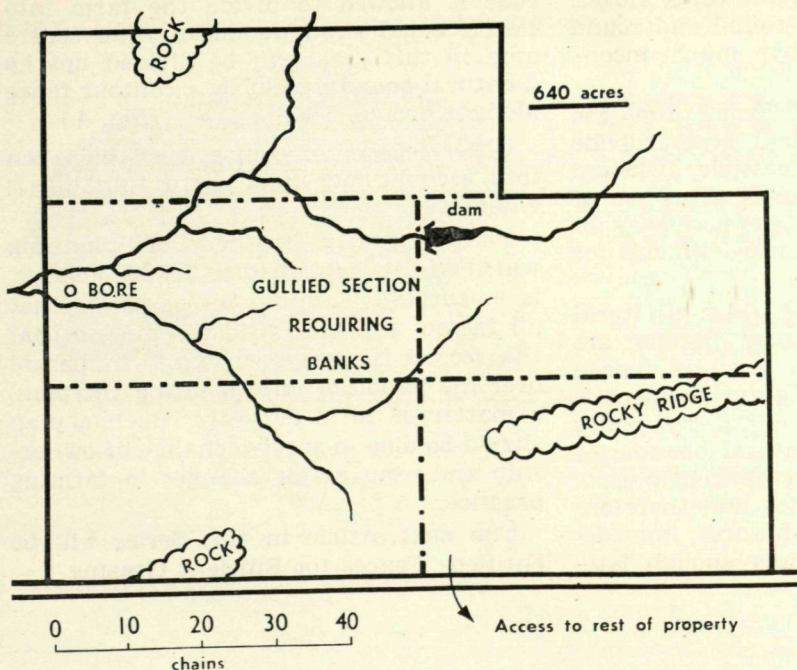 ROCK
640 acres
dam
BORE
GULLIED SECTION
REQUIRING
BANKS
ROCKY RIDGE
ROCK
Access to rest of property
0 10 20 30 40
chains